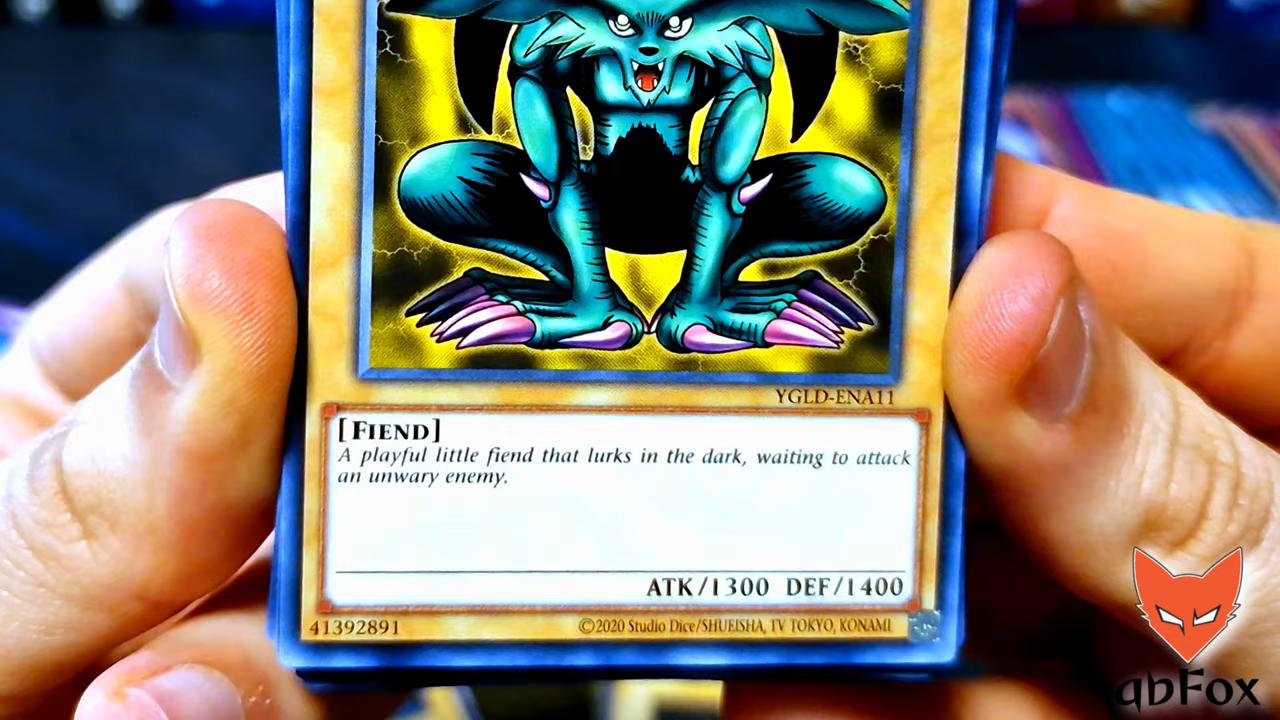 YGLD-ENA11
[FIEND]
A playful little fiend that lurks in the dark, waiting to attack
an unwary enemy.
ATK/1300 DEF/1400
41392891
©2020 Studio Dice/SHUEISHA, TV TOKYO, KONAMI
qbFox